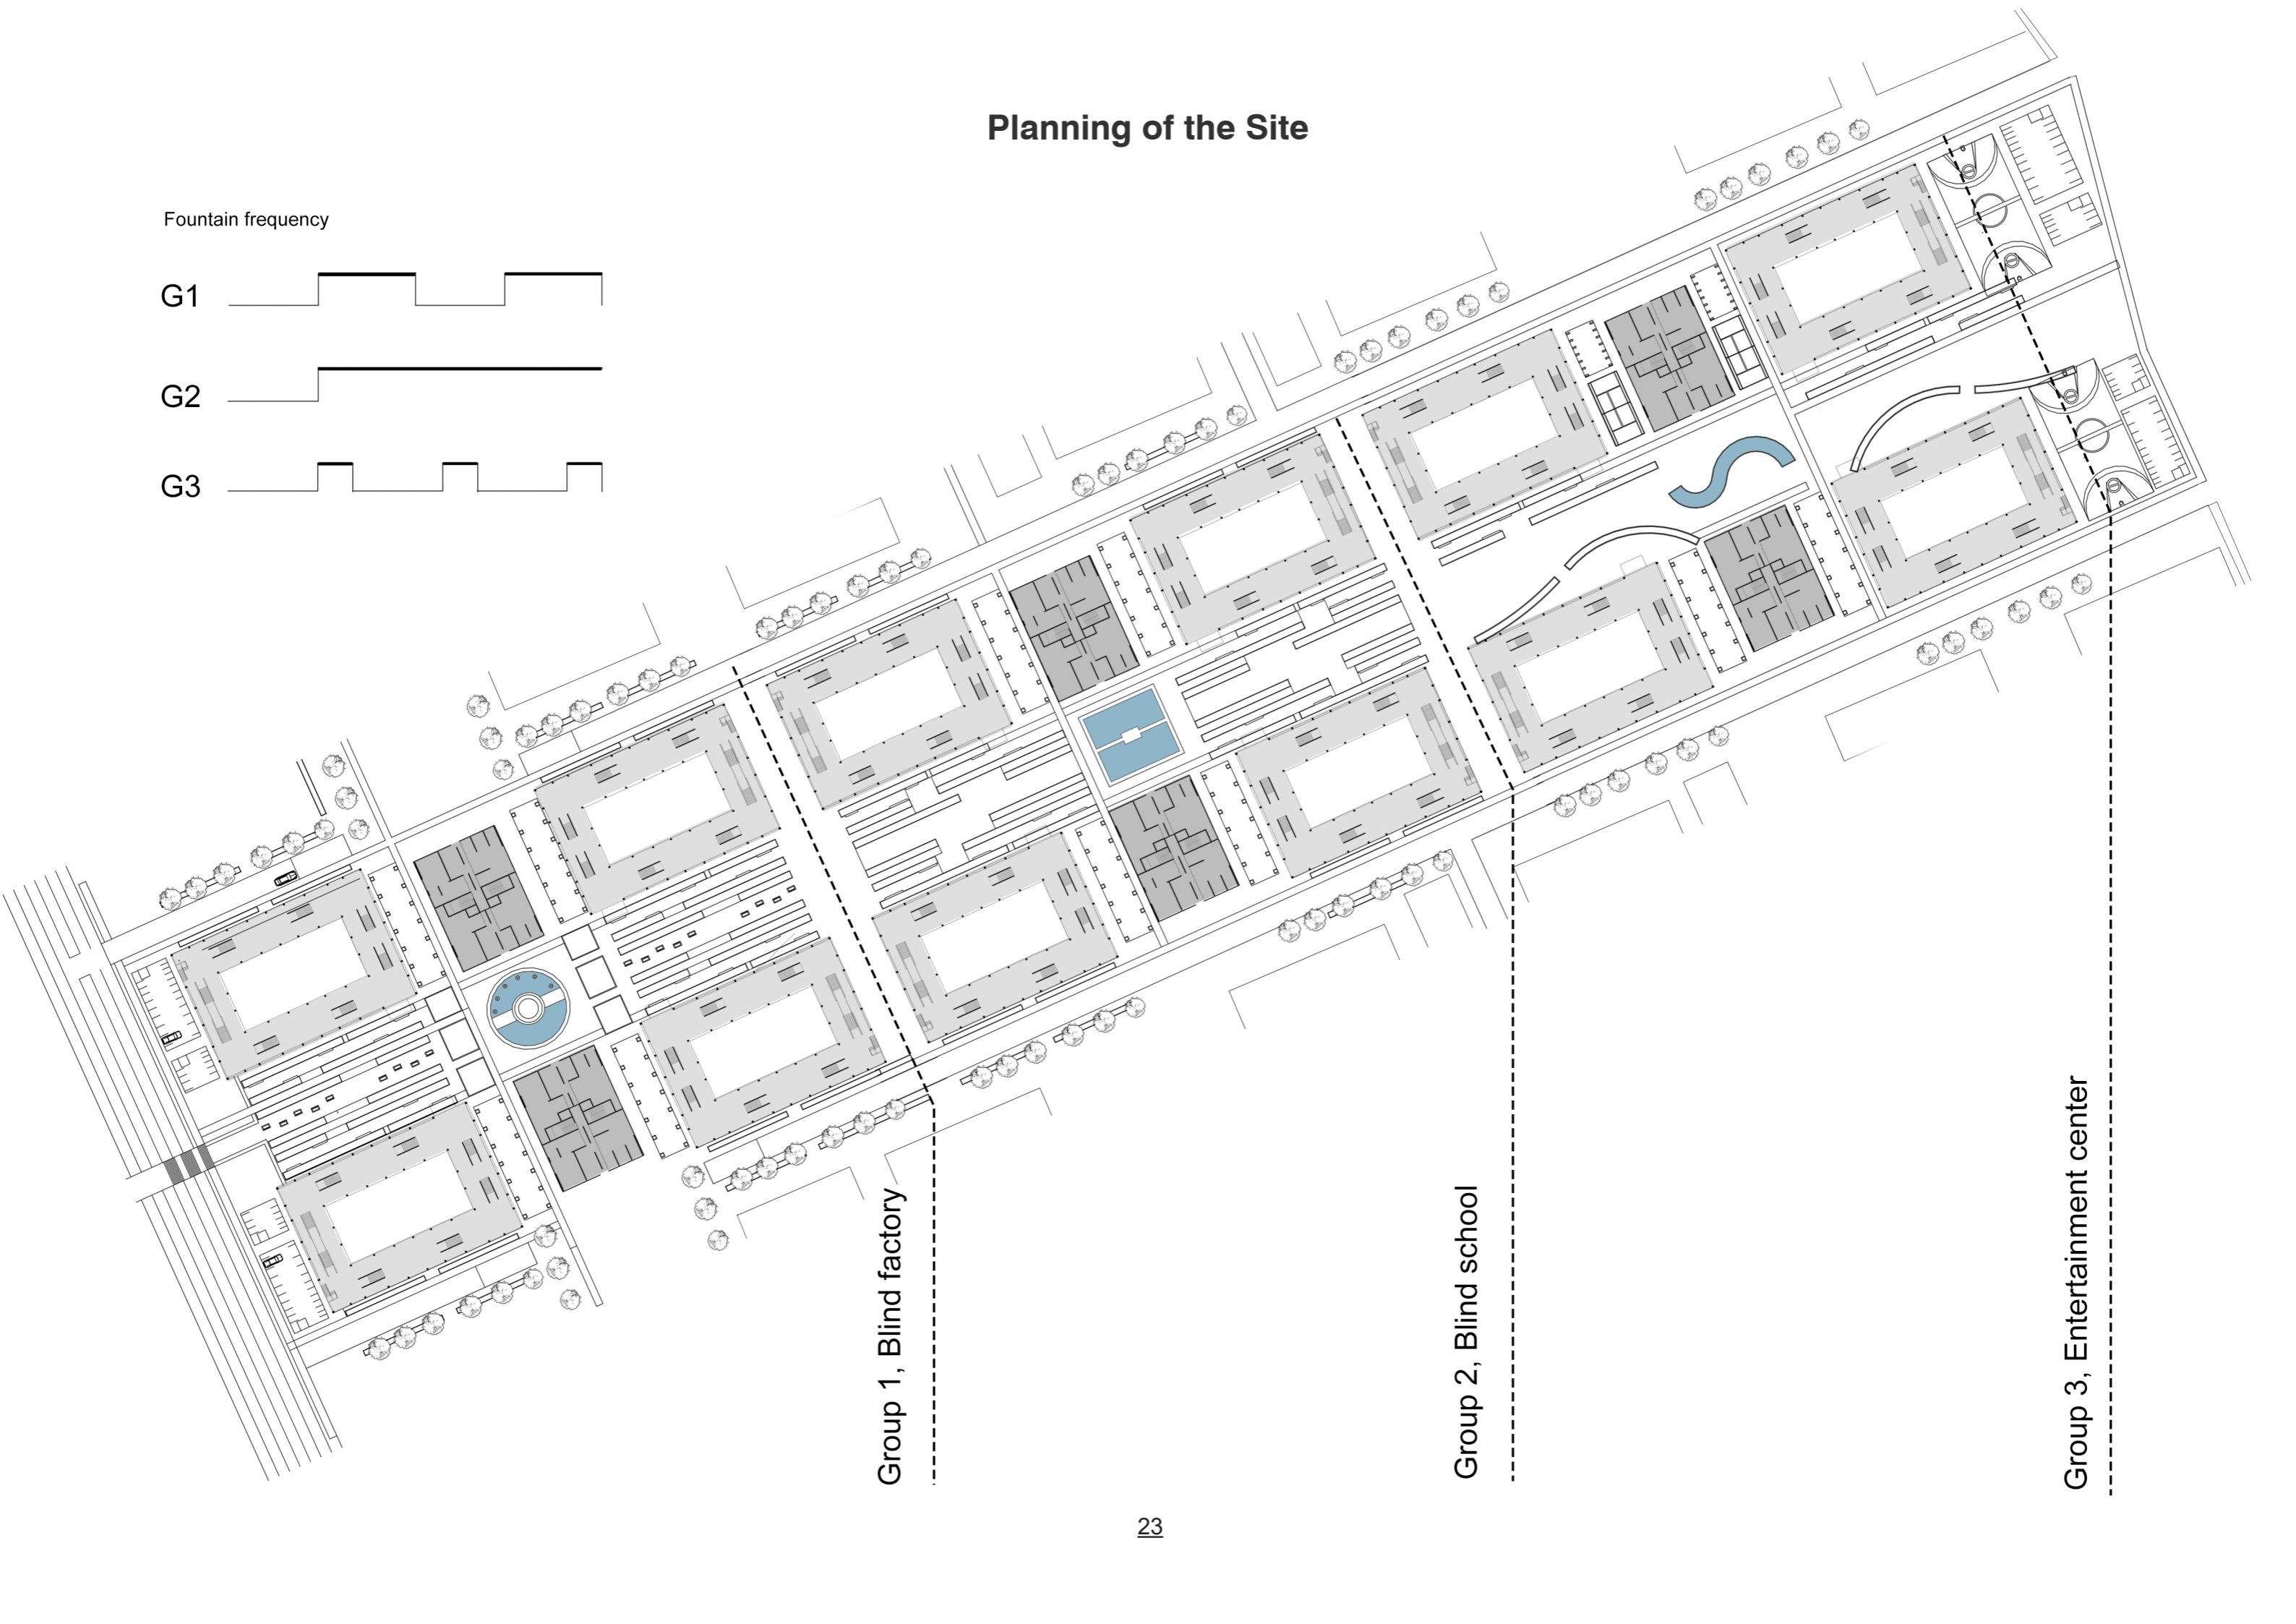 Planning of the Site
Fountain frequency
G1
G2
G3
Group 1, Blind factory
Group 2, Blind school
Group 3, Entertainment center
23